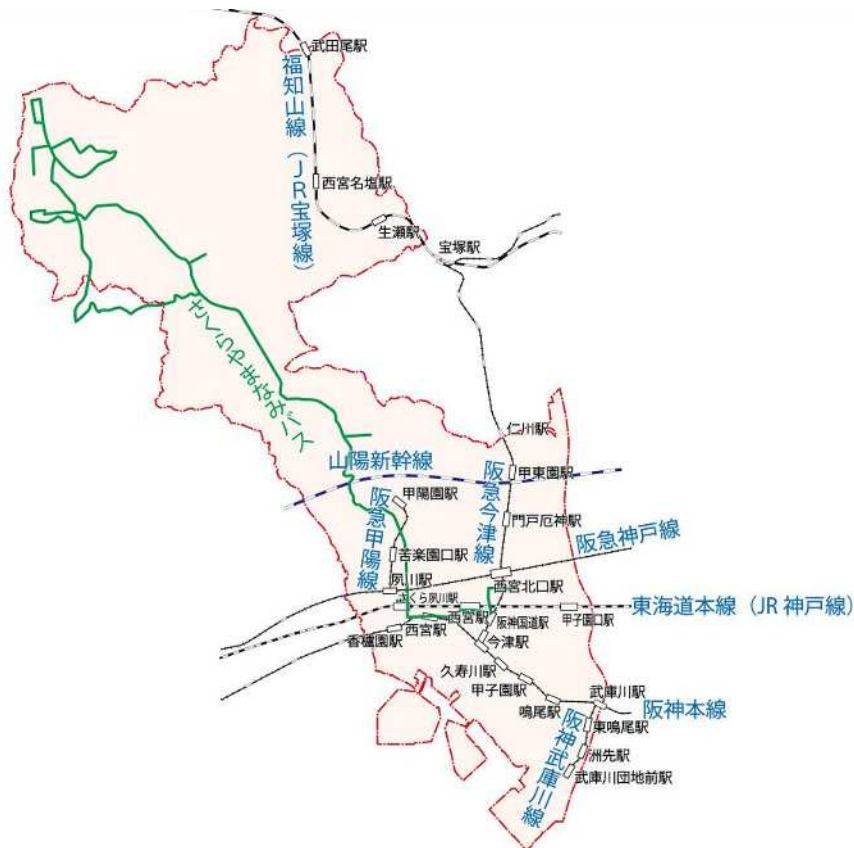 武田尾駅
福知山線(JR宝塚線)
西宮名塩駅
生瀬駅
宝塚駅
さくらやまなみバス
仁川駅
山陽新幹線
甲東園駅
阪急今津線
甲陽園駅
阪急甲陽線
門戸厄神駅
阪急神戸線
苦楽園口駅
夙川駅
西宮北口駅
さくら夙川駅
西宮駅
阪神国道駅
甲子園口駅
東海道本線(JR 神戸線)
香櫨園駅
西宮駅
今津駅
久寿川駅
甲子園駅
鳴尾駅
武庫川駅
阪神本線
東鳴尾駅
阪神武庫川線
洲先駅
武庫川団地前駅